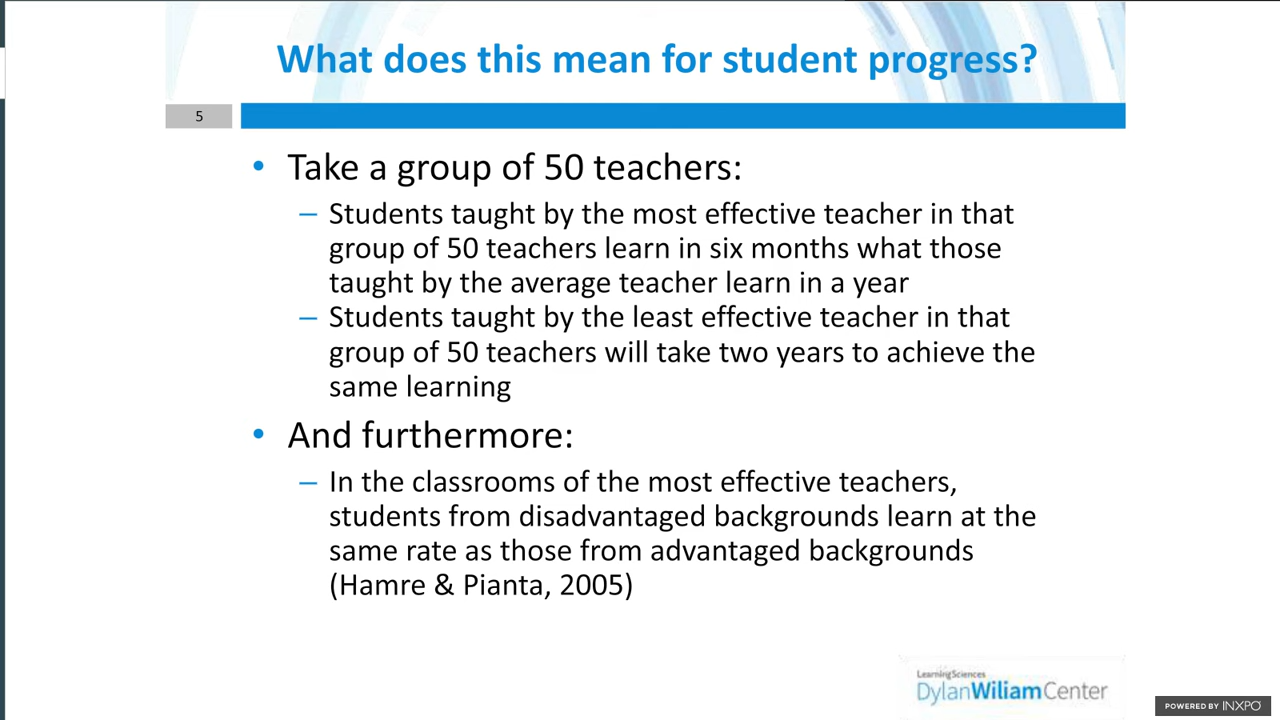 What does this mean for student progress?
5
• Take a group of 50 teachers:
– Students taught by the most effective teacher in that
group of 50 teachers learn in six months what those
taught by the average teacher learn in a year
– Students taught by the least effective teacher in that
group of 50 teachers will take two years to achieve the
same learning
• And furthermore:
– In the classrooms of the most effective teachers,
students from disadvantaged backgrounds learn at the
same rate as those from advantaged backgrounds
(Hamre & Pianta, 2005)
LearningSciences
DylanWiliamCenter
POWERED BY INXPO